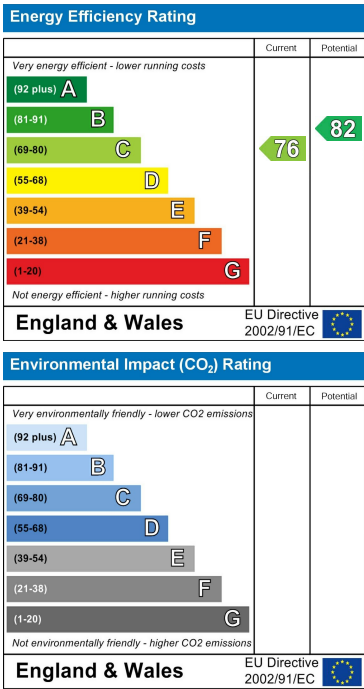 Energy Efficiency Rating
Current Potential
Very energy efficient - lower running costs
(92 plus) A
(81-91) B
(69-80) C
(55-68) D
(39-54) E
(21-38) F
(1-20) G
76
82
Not energy efficient - higher running costs
England & Wales
EU Directive
2002/91/EC
Environmental Impact (CO₂) Rating
Current Potential
Very environmentally friendly - lower CO2 emissions
(92 plus) A
(81-91) B
(69-80) C
(55-68) D
(39-54) E
(21-38) F
(1-20) G
Not environmentally friendly - higher CO2 emissions
England & Wales
EU Directive
2002/91/EC